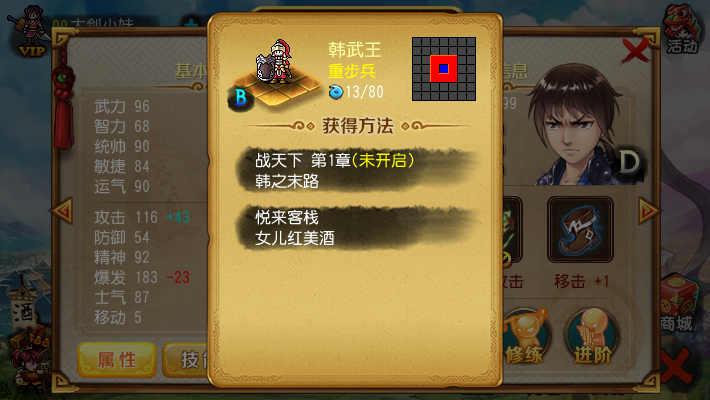 大剑小妹
VIP
活动
韩武王
重步兵
13/80
B
获得方法
战天下 第1章(未开启)
韩之末路
悦来客栈
女儿红美酒
基本
信息
99
D
武力 96
智力 68
统帅 90
敏捷 84
运气 90
攻击 116 +43
防御 54
精神 92
爆发 183 -23
士气 87
移动 5
攻击
移击 +1
属性
技能
修练
进阶
商城
酒